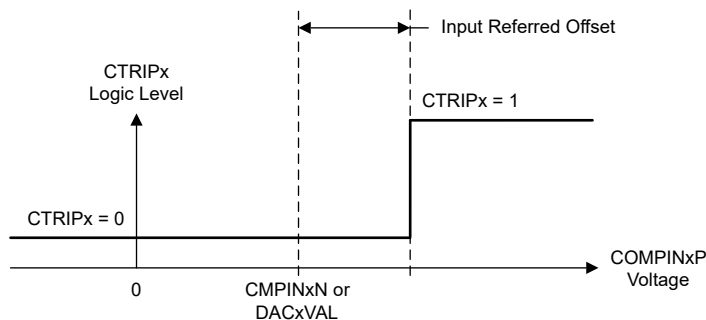 Input Referred Offset
CTRIPx
Logic Level
CTRIPx = 1
CTRIPx = 0
COMPINxP
Voltage
0
CMPINxN or
DACxVAL